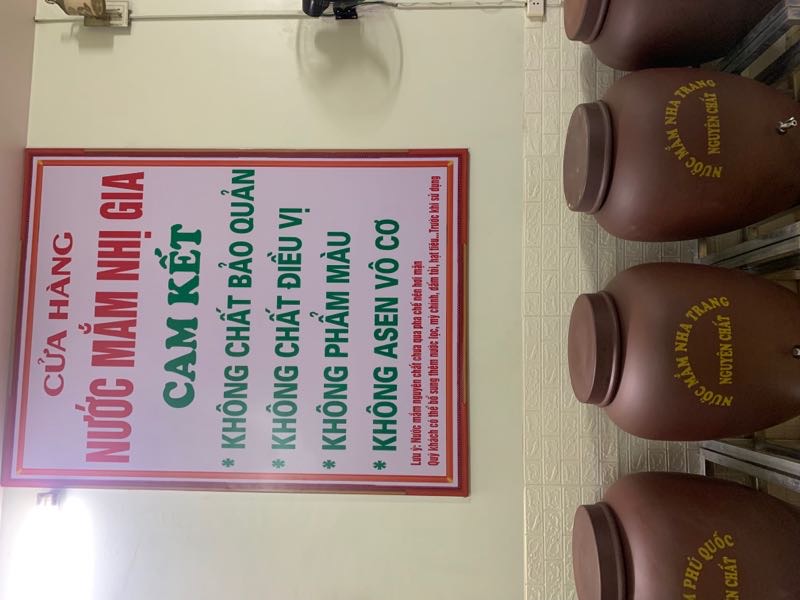 CỬA HÀNG
NƯỚC MẮM NHỊ GIA
CAM KẾT
* KHÔNG CHẤT BẢO QUẢN
* KHÔNG CHẤT ĐIỀU VỊ
* KHÔNG PHẨM MÀU
* KHÔNG ASEN VÔ CƠ
Lưu ý: Nước mắm nguyên chất chưa qua pha chế nên hơi mặn
Quý khách có thể bổ sung thêm nước lọc, mỳ chính, dấm tỏi, hạt tiêu...Trước khi sử dụng
PHÚ QUỐC
CHẤT
NƯỚC MẮM NHA TRANG
NGUYÊN CHẤT
NƯỚC MẮM NHA TRANG
NGUYÊN CHẤT